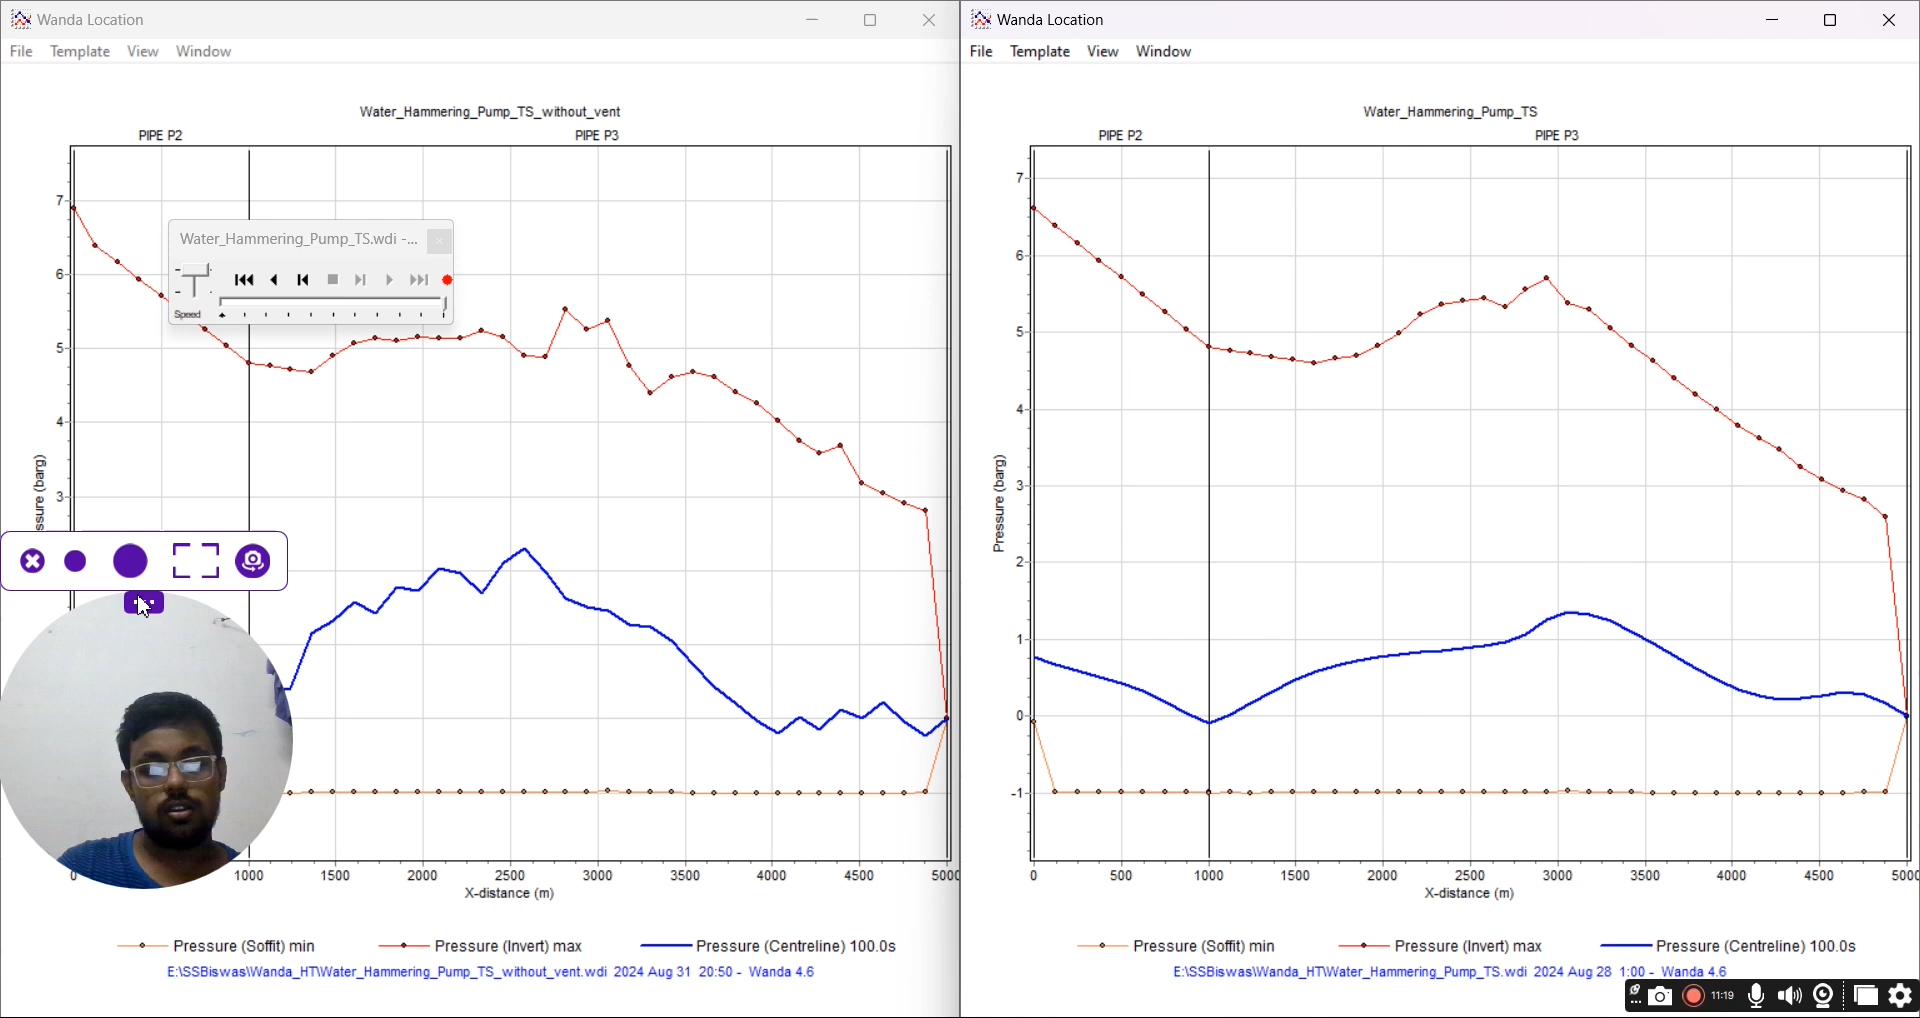 Wanda Location
File Template View Window
Water_Hammering_Pump_TS_without_vent
PIPE P2 PIPE P3
7
6
5
4
3
ssure (barg)
Water_Hammering_Pump_TS.wdi -...
Speed
0 1000 1500 2000 2500 3000 3500 4000 4500 5000
X-distance (m)
Pressure (Soffit) min Pressure (Invert) max Pressure (Centreline) 100.0s
E:\SSBiswas\Wanda_HT\Water_Hammering_Pump_TS_without_vent.wdi 2024 Aug 31 20:50 - Wanda 4.6
Wanda Location
File Template View Window
Water_Hammering_Pump_TS
PIPE P2 PIPE P3
7
6
5
4
3
2
1
0
-1
Pressure (barg)
0 500 1000 1500 2000 2500 3000 3500 4000 4500 5000
X-distance (m)
Pressure (Soffit) min Pressure (Invert) max Pressure (Centreline) 100.0s
E:\SSBiswas\Wanda_HT\Water_Hammering_Pump_TS.wdi 2024 Aug 28 1:00 - Wanda 4.6
11:19